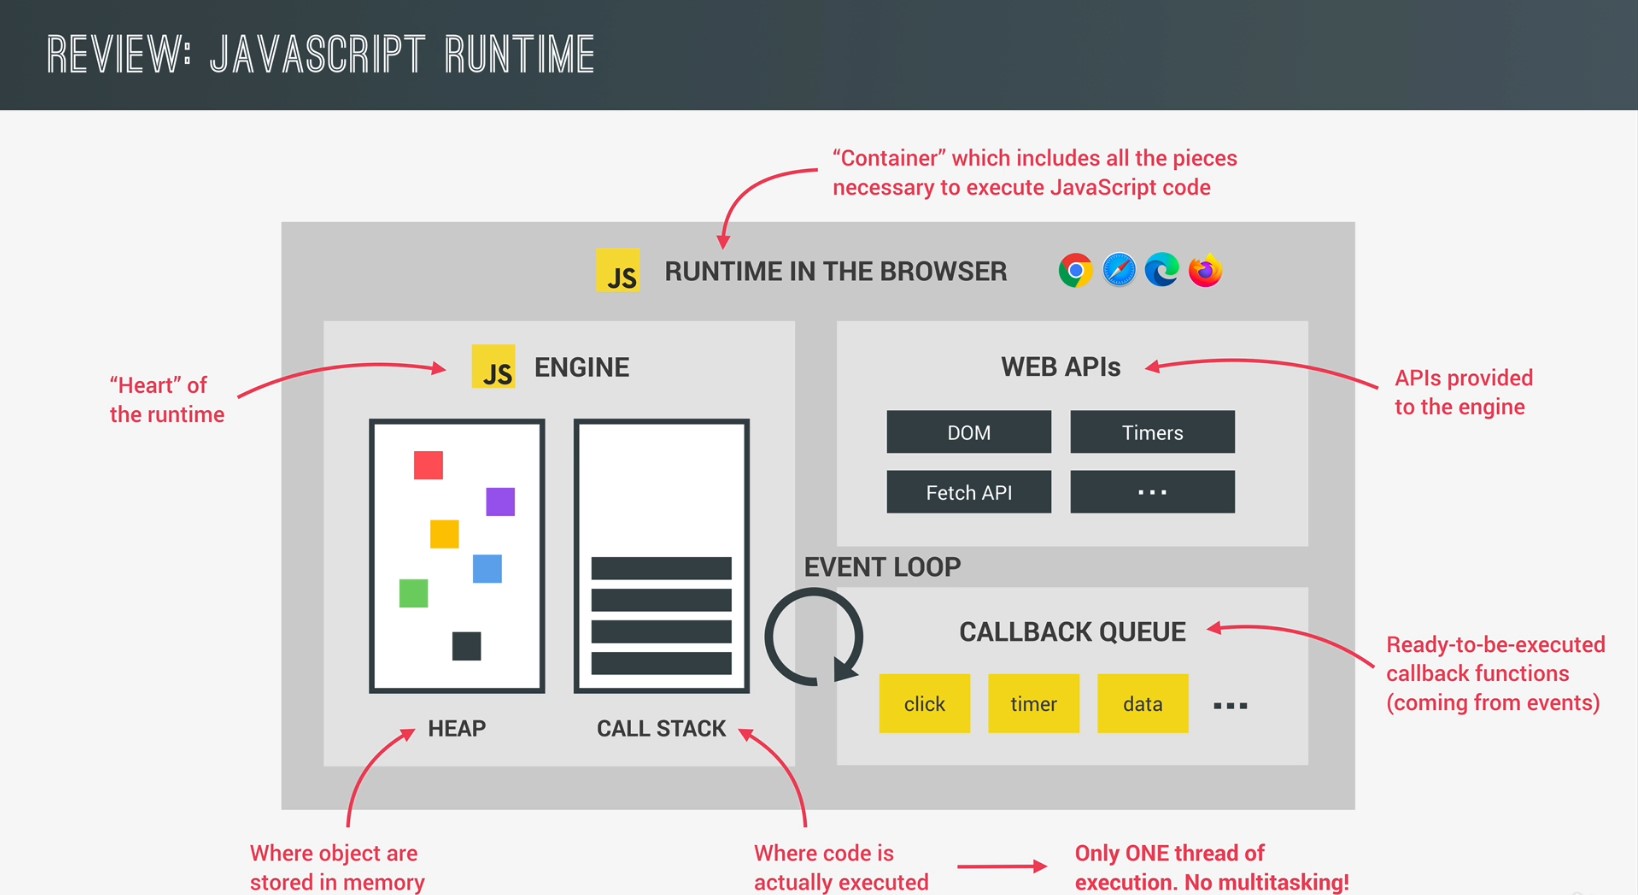 REVIEW: JAVASCRIPT RUNTIME
“Container” which includes all the pieces
necessary to execute JavaScript code
JS RUNTIME IN THE BROWSER
“Heart” of
the runtime
JS ENGINE
HEAP
CALL STACK
WEB APIs
DOM
Timers
Fetch API
...
APIs provided
to the engine
EVENT LOOP
CALLBACK QUEUE
click
timer
data
...
Ready-to-be-executed
callback functions
(coming from events)
Where object are
stored in memory
Where code is
actually executed
Only ONE thread of
execution. No multitasking!